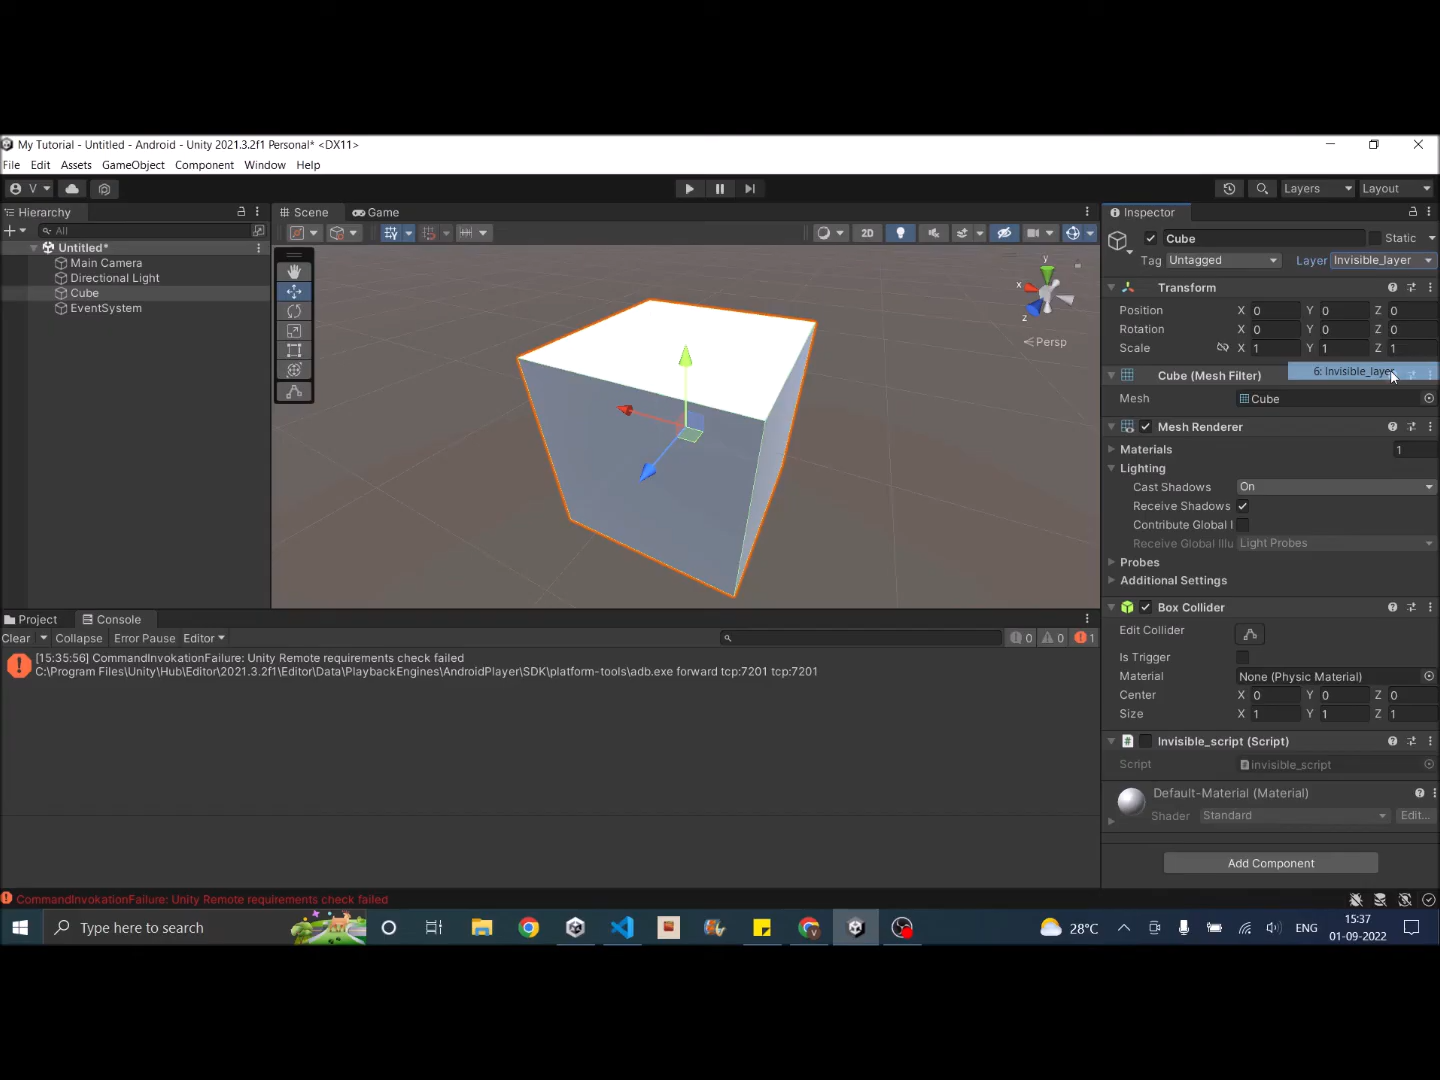 My Tutorial - Untitled - Android - Unity 2021.3.2f1 Personal* <DX11>
File Edit Assets GameObject Component Window Help
V Layers Layout
Hierarchy Scene Game Inspector
All 2D Cube Static
Untitled* Tag Untagged Layer Invisible_layer
Main Camera
Directional Light
Cube
EventSystem
y
x
z
Persp
Transform
Position X 0 Y 0 Z 0
Rotation X 0 Y 0 Z 0
Scale X 1 Y 1 Z 1
Cube (Mesh Filter) 6: Invisible_layer
Mesh Cube
Mesh Renderer
Materials 1
Lighting
Cast Shadows On
Receive Shadows
Contribute Global I
Receive Global Illu Light Probes
Probes
Additional Settings
Box Collider
Edit Collider
Is Trigger
Material None (Physic Material)
Center X 0 Y 0 Z 0
Size X 1 Y 1 Z 1
Invisible_script (Script)
Script invisible_script
Default-Material (Material)
Shader Standard Edit...
Add Component
Project Console
Clear Collapse Error Pause Editor 0 0 1
[15:35:56] CommandInvokationFailure: Unity Remote requirements check failed
C:\Program Files\Unity\Hub\Editor\2021.3.2f1\Editor\Data\PlaybackEngines\AndroidPlayer\SDK\platform-tools\adb.exe forward tcp:7201 tcp:7201
CommandInvokationFailure: Unity Remote requirements check failed
Type here to search 28°C ENG 15:37
01-09-2022